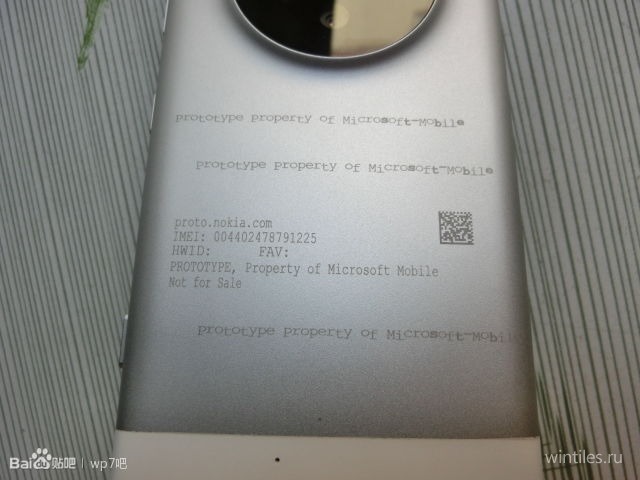 prototype property of Microsoft-Mobile
prototype property of Microsoft-Mobile
proto.nokia.com
IMEI: 004402478791225
HWID: FAV:
PROTOTYPE, Property of Microsoft Mobile
Not for Sale
prototype property of Microsoft-Mobil
Baidu贴吧 | wp7吧
wintiles.ru